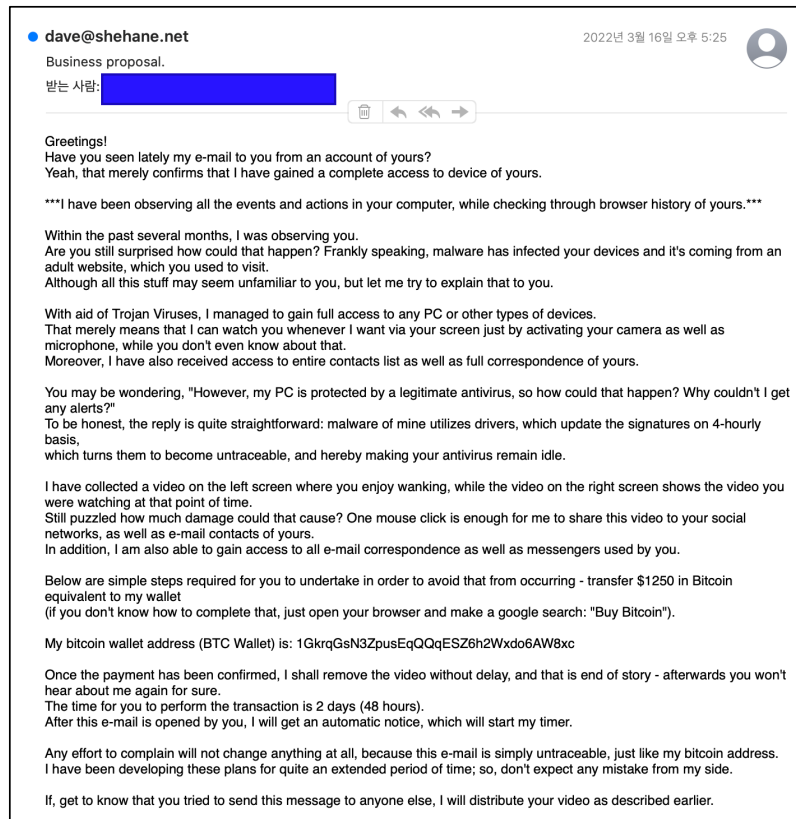 dave@shehane.net
2022년 3월 16일 오후 5:25
Business proposal.
받는 사람:
Greetings!
Have you seen lately my e-mail to you from an account of yours?
Yeah, that merely confirms that I have gained a complete access to device of yours.
***I have been observing all the events and actions in your computer, while checking through browser history of yours.***
Within the past several months, I was observing you.
Are you still surprised how could that happen? Frankly speaking, malware has infected your devices and it's coming from an
adult website, which you used to visit.
Although all this stuff may seem unfamiliar to you, but let me try to explain that to you.
With aid of Trojan Viruses, I managed to gain full access to any PC or other types of devices.
That merely means that I can watch you whenever I want via your screen just by activating your camera as well as
microphone, while you don't even know about that.
Moreover, I have also received access to entire contacts list as well as full correspondence of yours.
You may be wondering, "However, my PC is protected by a legitimate antivirus, so how could that happen? Why couldn't I get
any alerts?"
To be honest, the reply is quite straightforward: malware of mine utilizes drivers, which update the signatures on 4-hourly
basis,
which turns them to become untraceable, and hereby making your antivirus remain idle.
I have collected a video on the left screen where you enjoy wanking, while the video on the right screen shows the video you
were watching at that point of time.
Still puzzled how much damage could that cause? One mouse click is enough for me to share this video to your social
networks, as well as e-mail contacts of yours.
In addition, I am also able to gain access to all e-mail correspondence as well as messengers used by you.
Below are simple steps required for you to undertake in order to avoid that from occurring - transfer $1250 in Bitcoin
equivalent to my wallet
(if you don't know how to complete that, just open your browser and make a google search: "Buy Bitcoin").
My bitcoin wallet address (BTC Wallet) is: 1GkrqGsN3ZpusEqQQqESZ6h2Wxdo6AW8xc
Once the payment has been confirmed, I shall remove the video without delay, and that is end of story - afterwards you won't
hear about me again for sure.
The time for you to perform the transaction is 2 days (48 hours).
After this e-mail is opened by you, I will get an automatic notice, which will start my timer.
Any effort to complain will not change anything at all, because this e-mail is simply untraceable, just like my bitcoin address.
I have been developing these plans for quite an extended period of time; so, don't expect any mistake from my side.
If, get to know that you tried to send this message to anyone else, I will distribute your video as described earlier.